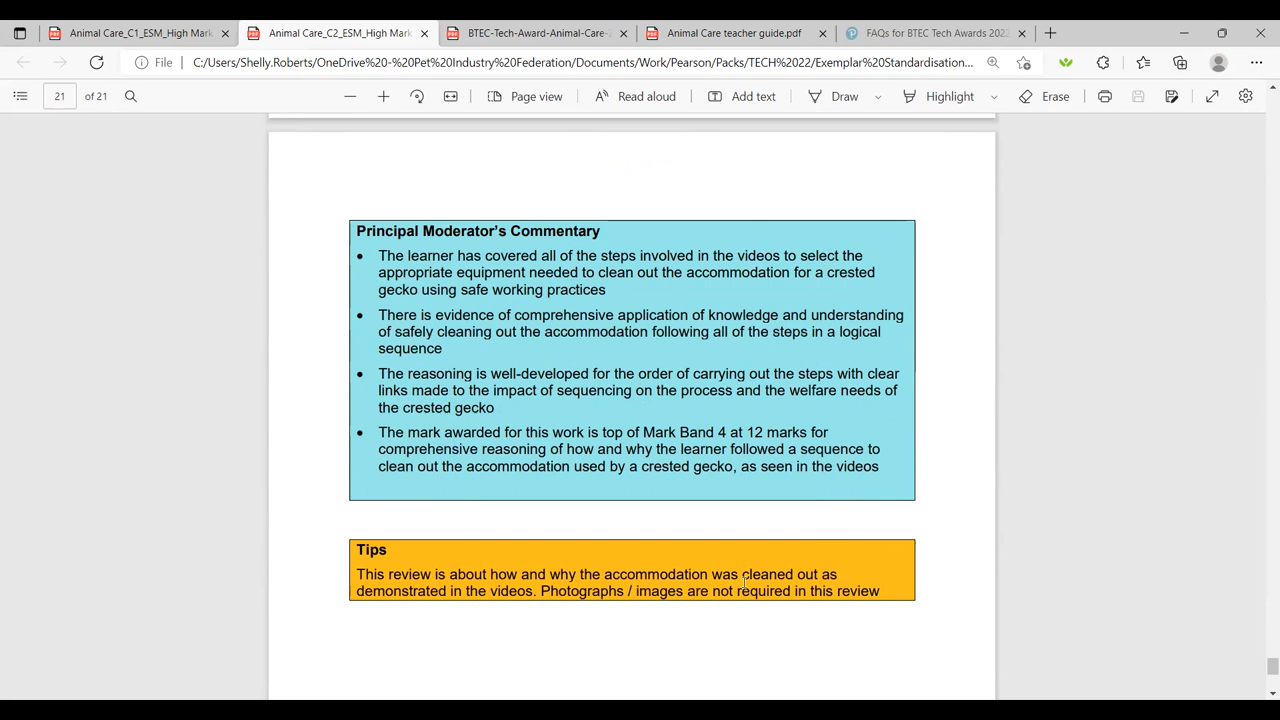 Animal Care_C1_ESM_High Mark
Animal Care_C2_ESM_High Mark
BTEC-Tech-Award-Animal-Care-2
Animal Care teacher guide.pdf
FAQs for BTEC Tech Awards 2022
File
C:/Users/Shelly.Roberts/OneDrive%20-%20Pet%20Industry%20Federation/Documents/Work/Pearson/Packs/TECH%2022/Exemplar%20Standardisation...
21 of 21
Page view
Read aloud
Add text
Draw
Highlight
Erase
Principal Moderator's Commentary
• The learner has covered all of the steps involved in the videos to select the
appropriate equipment needed to clean out the accommodation for a crested
gecko using safe working practices
• There is evidence of comprehensive application of knowledge and understanding
of safely cleaning out the accommodation following all of the steps in a logical
sequence
• The reasoning is well-developed for the order of carrying out the steps with clear
links made to the impact of sequencing on the process and the welfare needs of
the crested gecko
• The mark awarded for this work is top of Mark Band 4 at 12 marks for
comprehensive reasoning of how and why the learner followed a sequence to
clean out the accommodation used by a crested gecko, as seen in the videos
Tips
This review is about how and why the accommodation was cleaned out as
demonstrated in the videos. Photographs / images are not required in this review